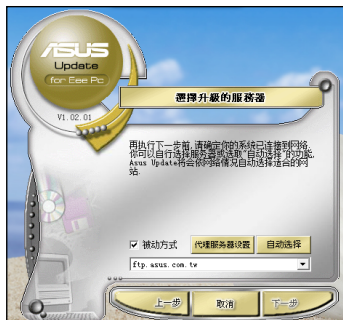 ASUS
Update
for Eee Pc
V1.02.01
選擇升級的服務器
再执行下一步前,请确定你的系统已连接到网络.
你可以自行选择服务器或选取"自动选择"的功能,
Asus Update将会依网络情况自动选择适合的网
站.
被动方式
代理服务器设置
自动选择
ftp.asus.com.tw
上一步
取消
下一步